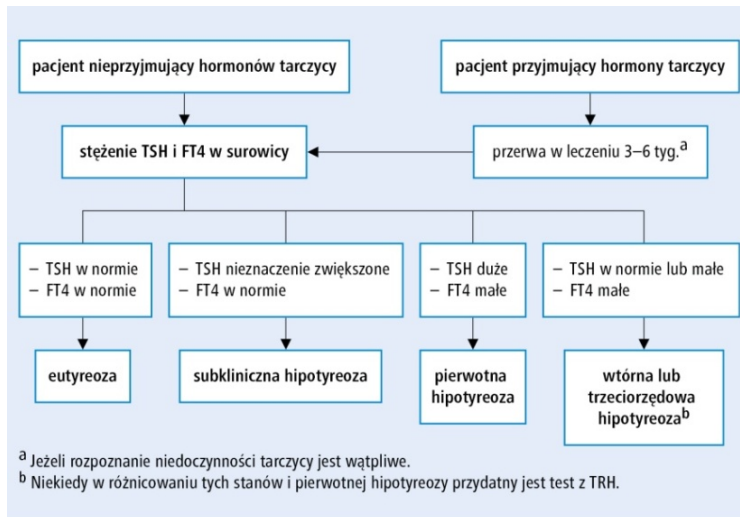 pacjent nieprzyjmujący hormonów tarczycy
pacjent przyjmujący hormony tarczycy
stężenie TSH i FT4 w surowicy
przerwa w leczeniu 3–6 tyg.a
– TSH w normie
– FT4 w normie
– TSH nieznaczenie zwiększone
– FT4 w normie
– TSH duże
– FT4 małe
– TSH w normie lub małe
– FT4 małe
eutyreoza
subkliniczna hipotyreoza
pierwotna
hipotyreoza
wtórna lub
trzeciorzędowa
hipotyreozab
a Jeżeli rozpoznanie niedoczynności tarczycy jest wątpliwe.
b Niekiedy w różnicowaniu tych stanów i pierwotnej hipotyreozy przydatny jest test z TRH.